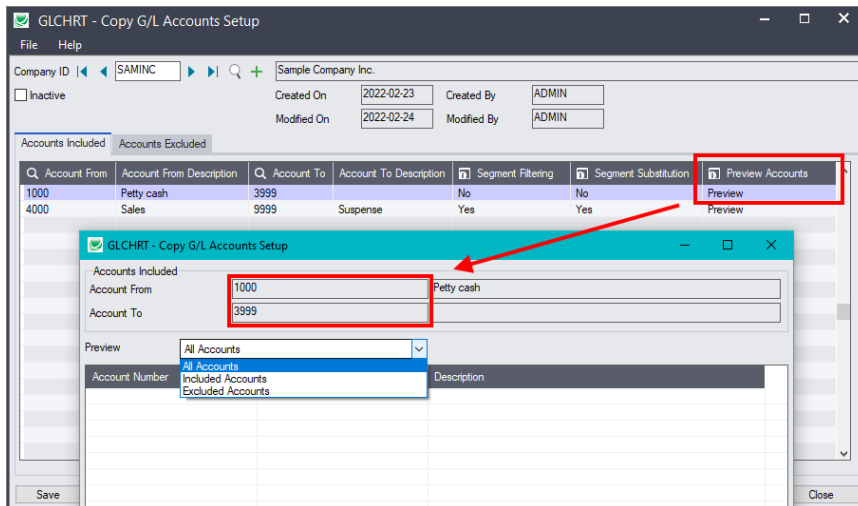 GLCHRT - Copy G/L Accounts Setup
File Help
Company ID SAMINC Sample Company Inc.
Inactive Created On 2022-02-23 Created By ADMIN
Modified On 2022-02-24 Modified By ADMIN
Accounts Included Accounts Excluded
Account From Account From Description Account To Account To Description Segment Filtering Segment Substitution Preview Accounts
1000 Petty cash 3999 No No Preview
4000 Sales 9999 Suspense Yes Yes Preview
GLCHRT - Copy G/L Accounts Setup
Accounts Included
Account From 1000 Petty cash
Account To 3999
Preview All Accounts
All Accounts
Account Number Description
Included Accounts
Excluded Accounts
Save Close